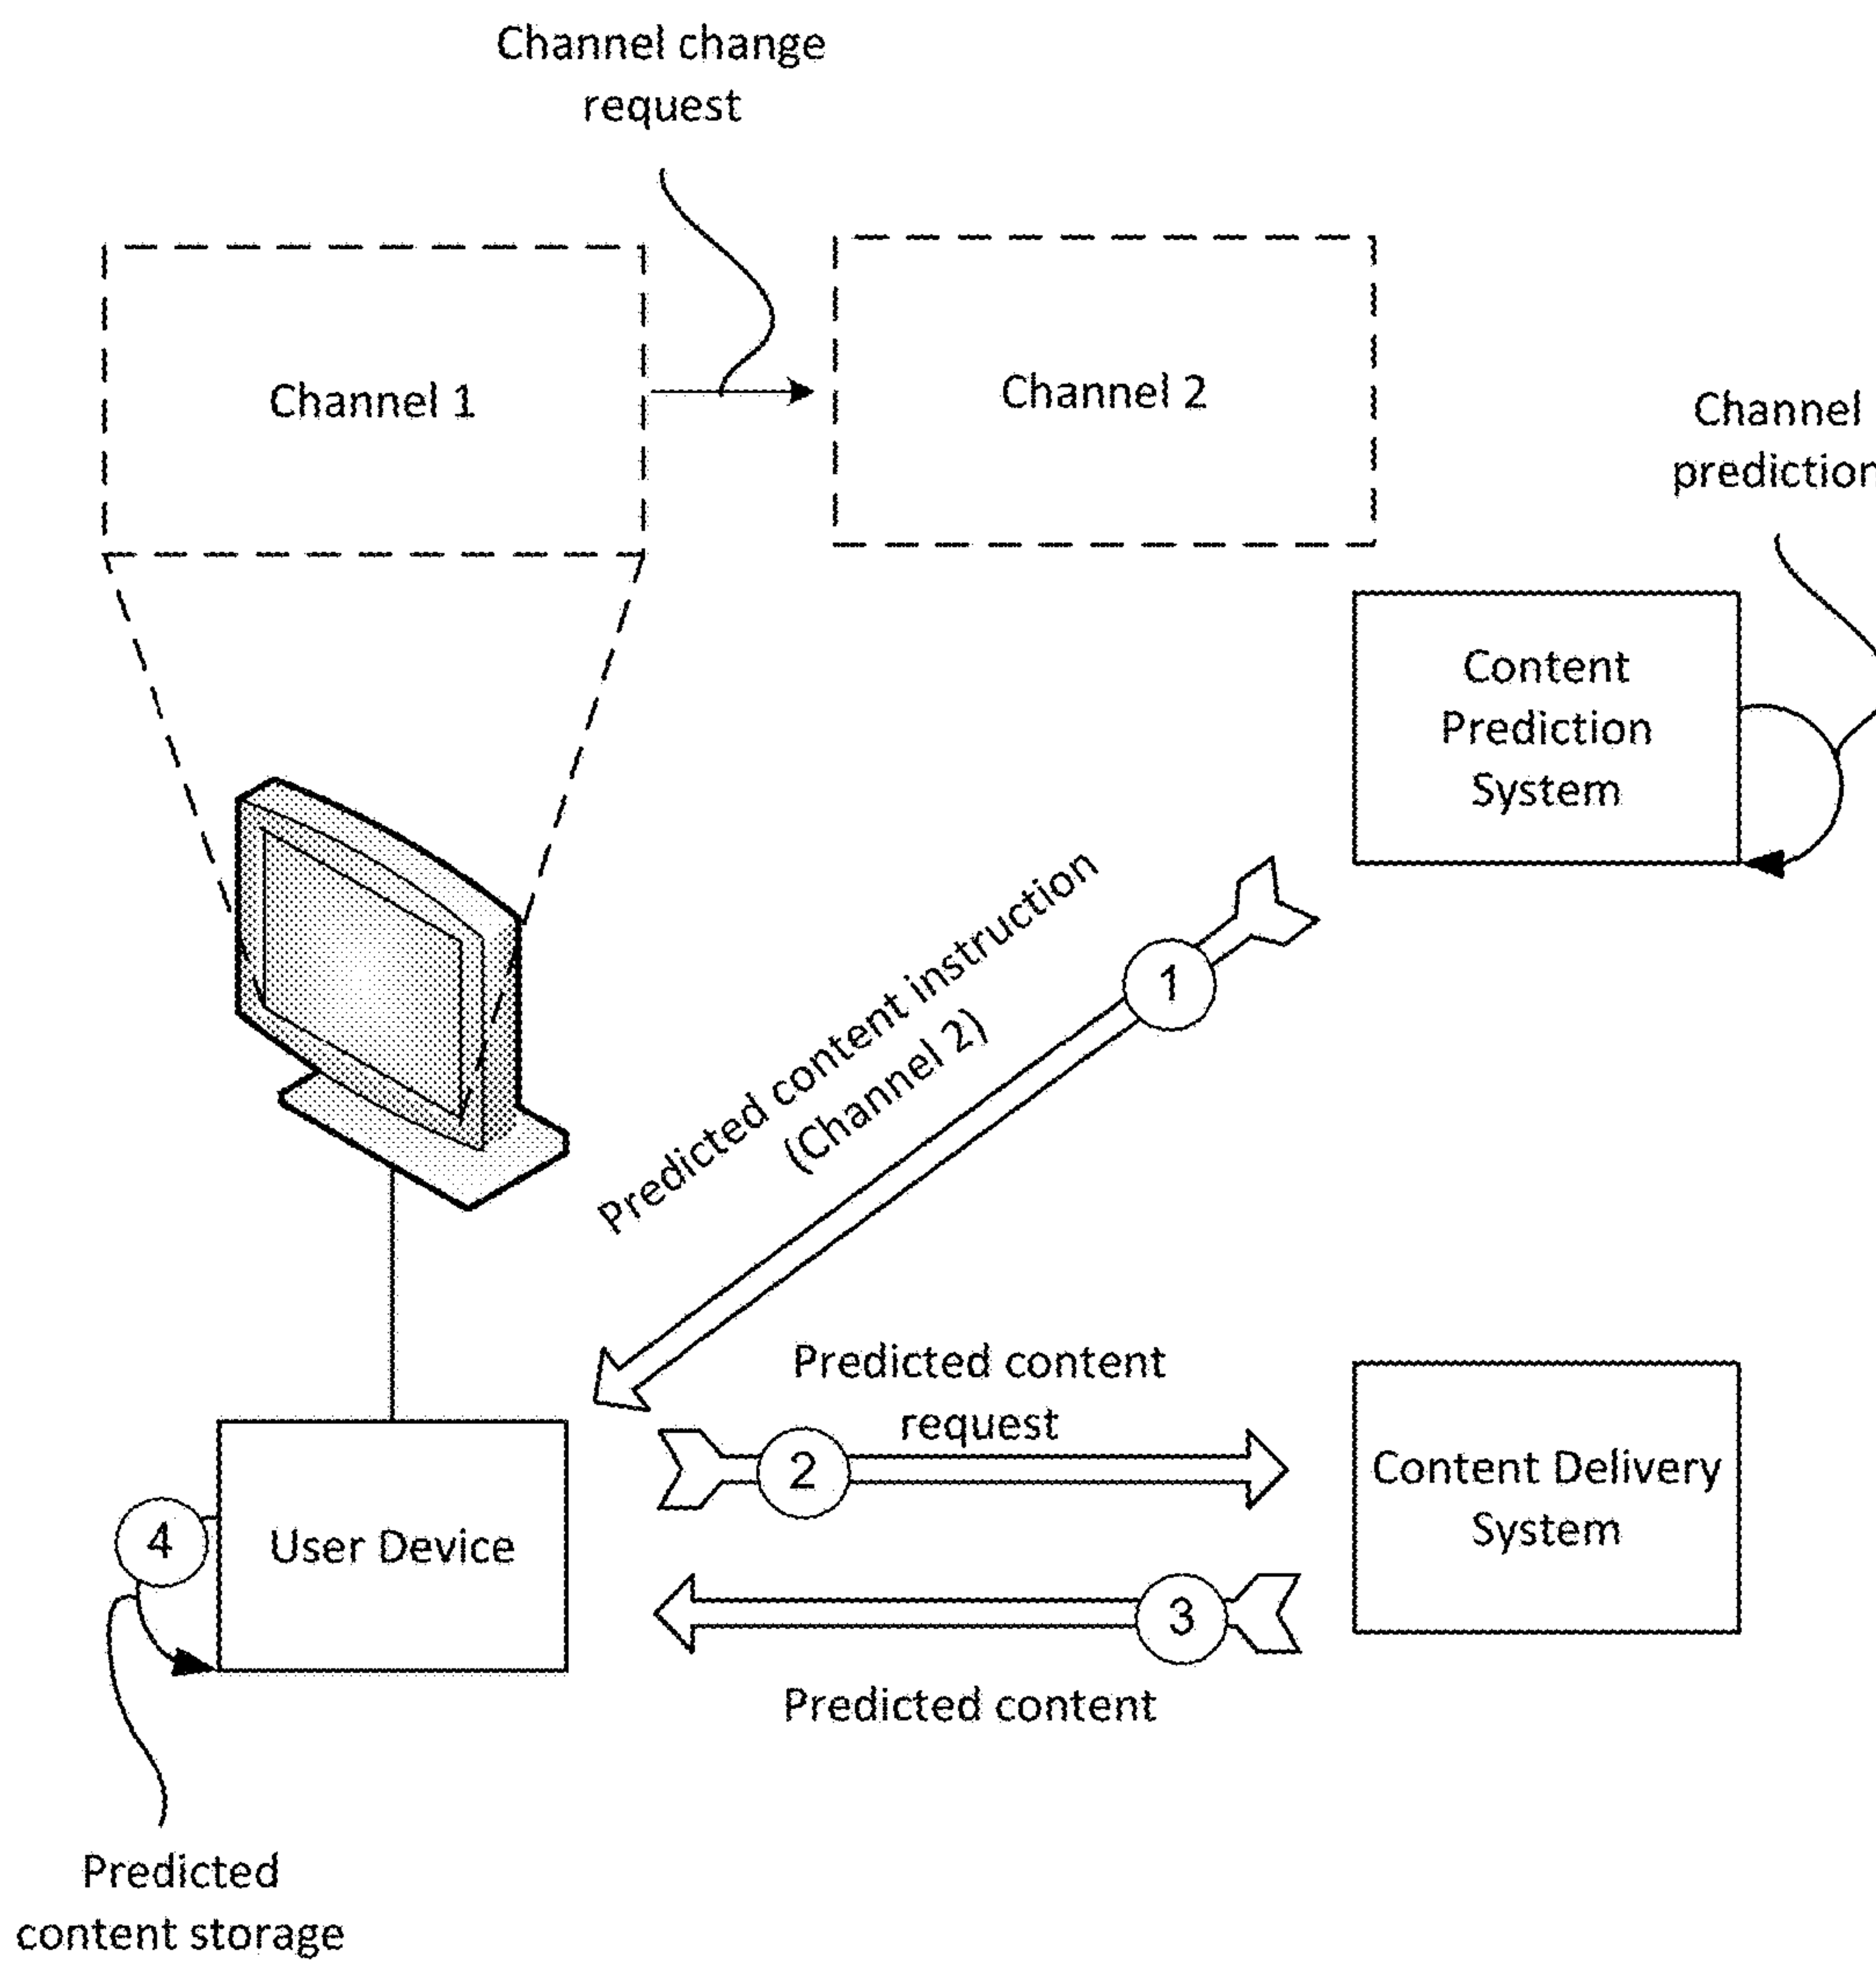 Channel change
request
Channel 1
Channel 2
Channel
prediction
Content
Prediction
System
Predicted content instruction
(Channel 2)
1
Predicted content
request
2
Content Delivery
System
4
User Device
3
Predicted content
Predicted
content storage